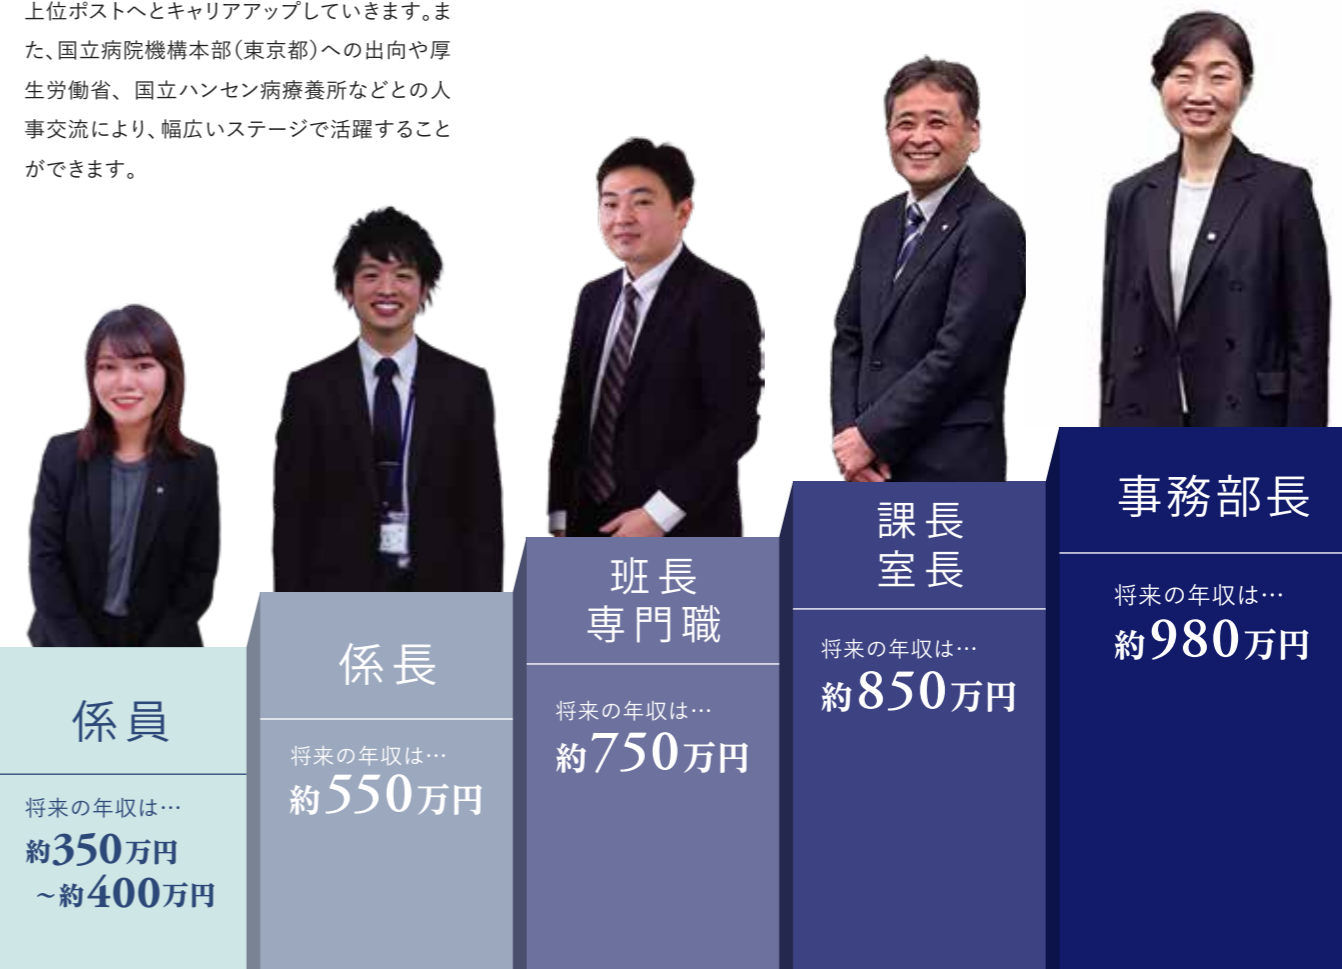 上位ポストへとキャリアアップしていきます。ま
た、国立病院機構本部（東京都）への出向や厚
生労働省、国立ハンセン病療養所などとの人
事交流により、幅広いステージで活躍すること
ができます。
係員
将来の年収は…
約350万円
～約400万円
係長
将来の年収は…
約550万円
班長
専門職
将来の年収は…
約750万円
課長
室長
将来の年収は…
約850万円
事務部長
将来の年収は…
約980万円